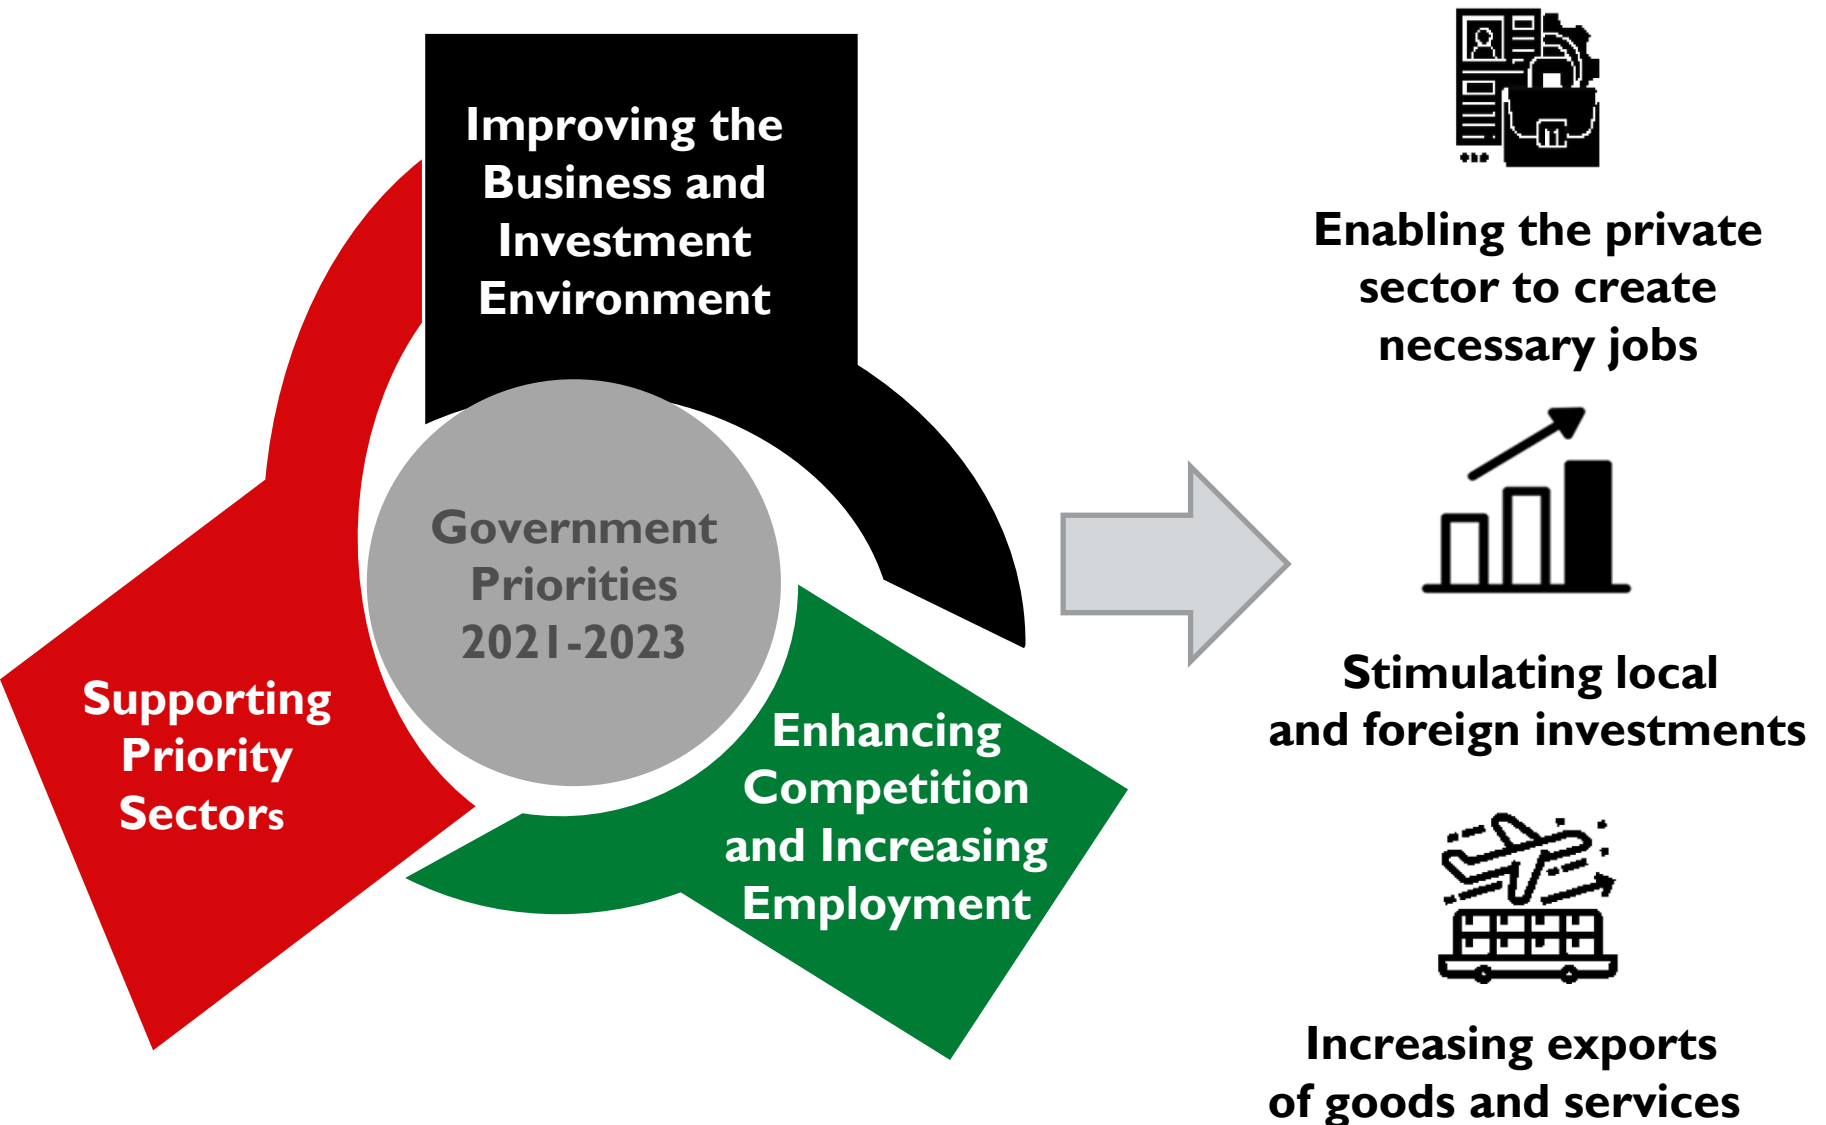 Improving the
Business and
Investment
Environment
Government
Priorities
2021-2023
Supporting
Priority
Sectors
Enhancing
Competition
and Increasing
Employment
Enabling the private
sector to create
necessary jobs
Stimulating local
and foreign investments
Increasing exports
of goods and services